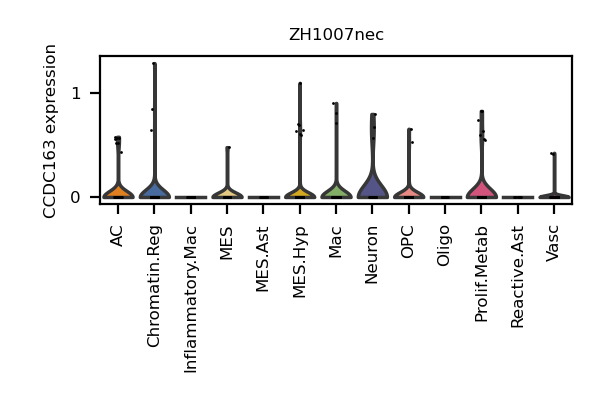 ZH1007nec
CCDC163 expression
1
0
AC
Chromatin.Reg
Inflammatory.Mac
MES
MES.Ast
MES.Hyp
Mac
Neuron
OPC
Oligo
Prolif.Metab
Reactive.Ast
Vasc